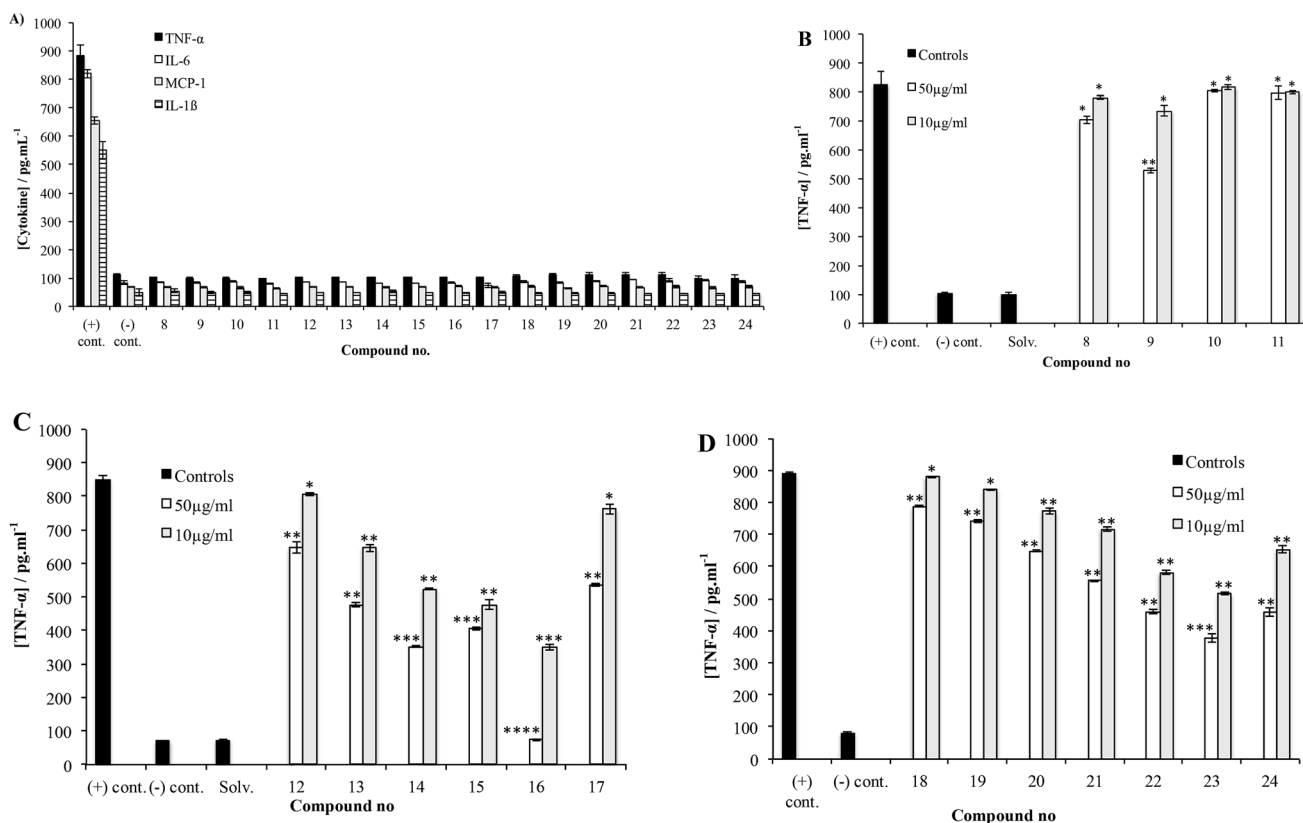 A)
1000
900
800
700
600
500
400
300
200
100
0
[Cytokine] / pg.mL⁻¹
TNF-α
IL-6
MCP-1
IL-1ß
(+) cont. (-) cont. 8 9 10 11 12 13 14 15 16 17 18 19 20 21 22 23 24
Compound no.
B
1000
900
800
700
600
500
400
300
200
100
0
[TNF-α] / pg.ml⁻¹
Controls
50µg/ml
10µg/ml
* * ** * * * * *
(+) cont. (-) cont. Solv. 8 9 10 11
Compound no
C
1000
900
800
700
600
500
400
300
200
100
0
[TNF-α] / pg.ml⁻¹
Controls
50µg/ml
10µg/ml
** * ** ** *** ** *** ** **** *** ** *
(+) cont. (-) cont. Solv. 12 13 14 15 16 17
Compound no
D
1000
900
800
700
600
500
400
300
200
100
0
[TNF-α] / pg.ml⁻¹
Controls
50µg/ml
10µg/ml
** * ** * ** ** ** ** ** ** *** ** ** **
(+) cont. (-) cont. 18 19 20 21 22 23 24
Compound no